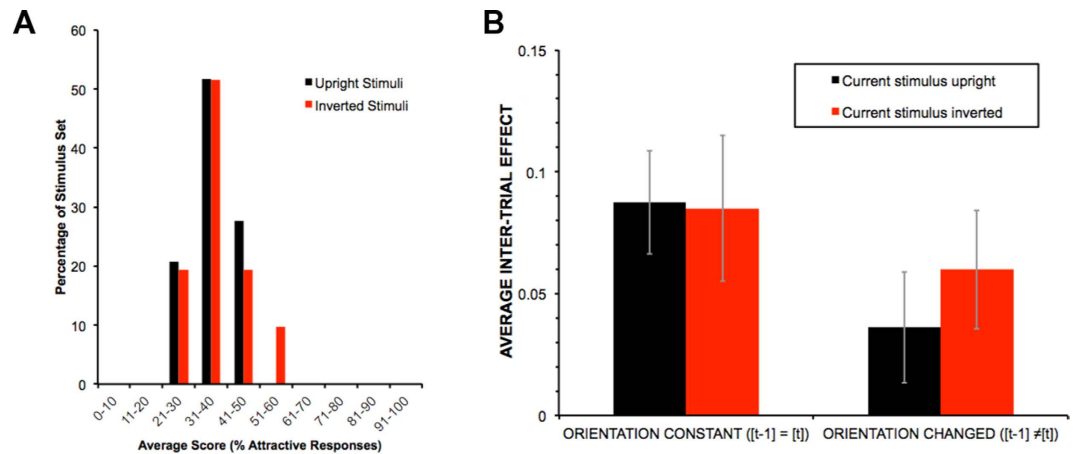 A
Percentage of Stimulus Set
60
50
40
30
20
10
0
Upright Stimuli
Inverted Stimuli
0-10
11-20
21-30
31-40
41-50
51-60
61-70
71-80
81-90
91-100
Average Score (% Attractive Responses)
B
AVERAGE INTER-TRIAL EFFECT
0.15
0.1
0.05
0
Current stimulus upright
Current stimulus inverted
ORIENTATION CONSTANT ([t-1] = [t])
ORIENTATION CHANGED ([t-1] ≠[t])